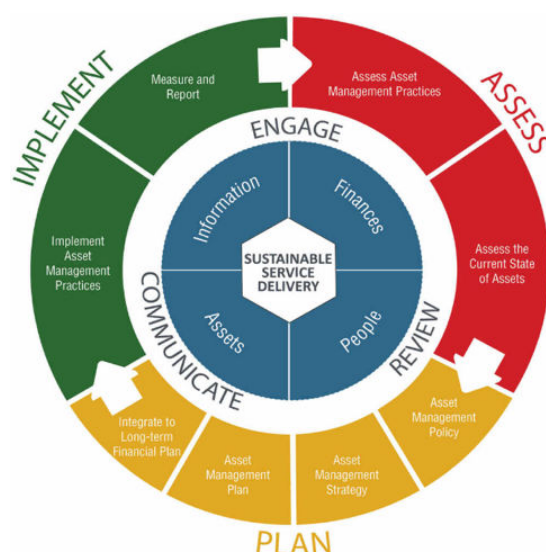 IMPLEMENT
ASSESS
PLAN
Measure and
Report
Assess Asset
Management Practices
Assess the
Current State
of Assets
Asset
Management
Policy
Asset
Management
Strategy
Asset
Management
Plan
Integrate to
Long-term
Financial Plan
Implement
Asset
Management
Practices
ENGAGE
REVIEW
COMMUNICATE
Information
Finances
People
Assets
SUSTAINABLE
SERVICE
DELIVERY